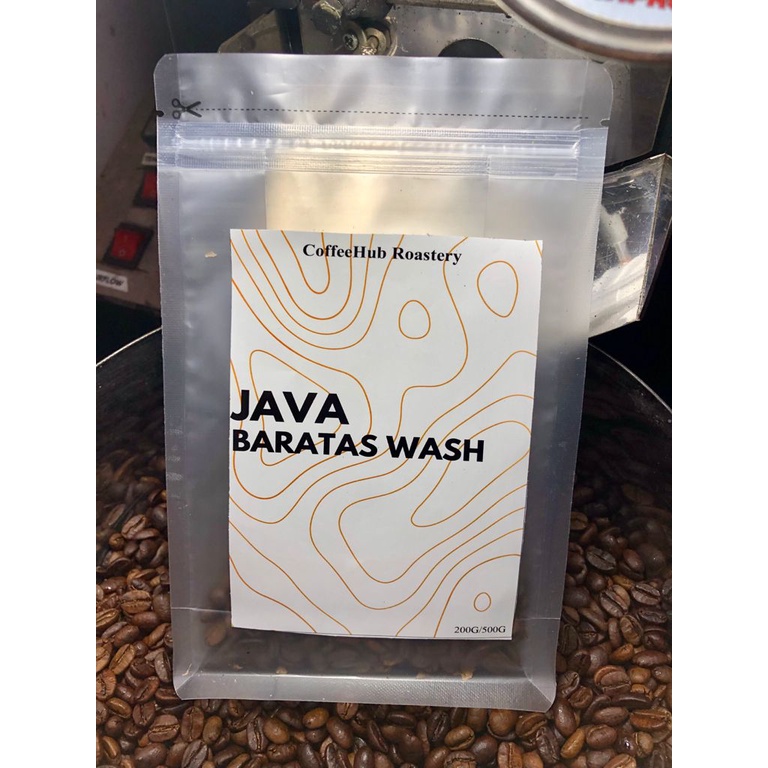 CoffeeHub Roastery
JAVA
BARATAS WASH
200G/500G